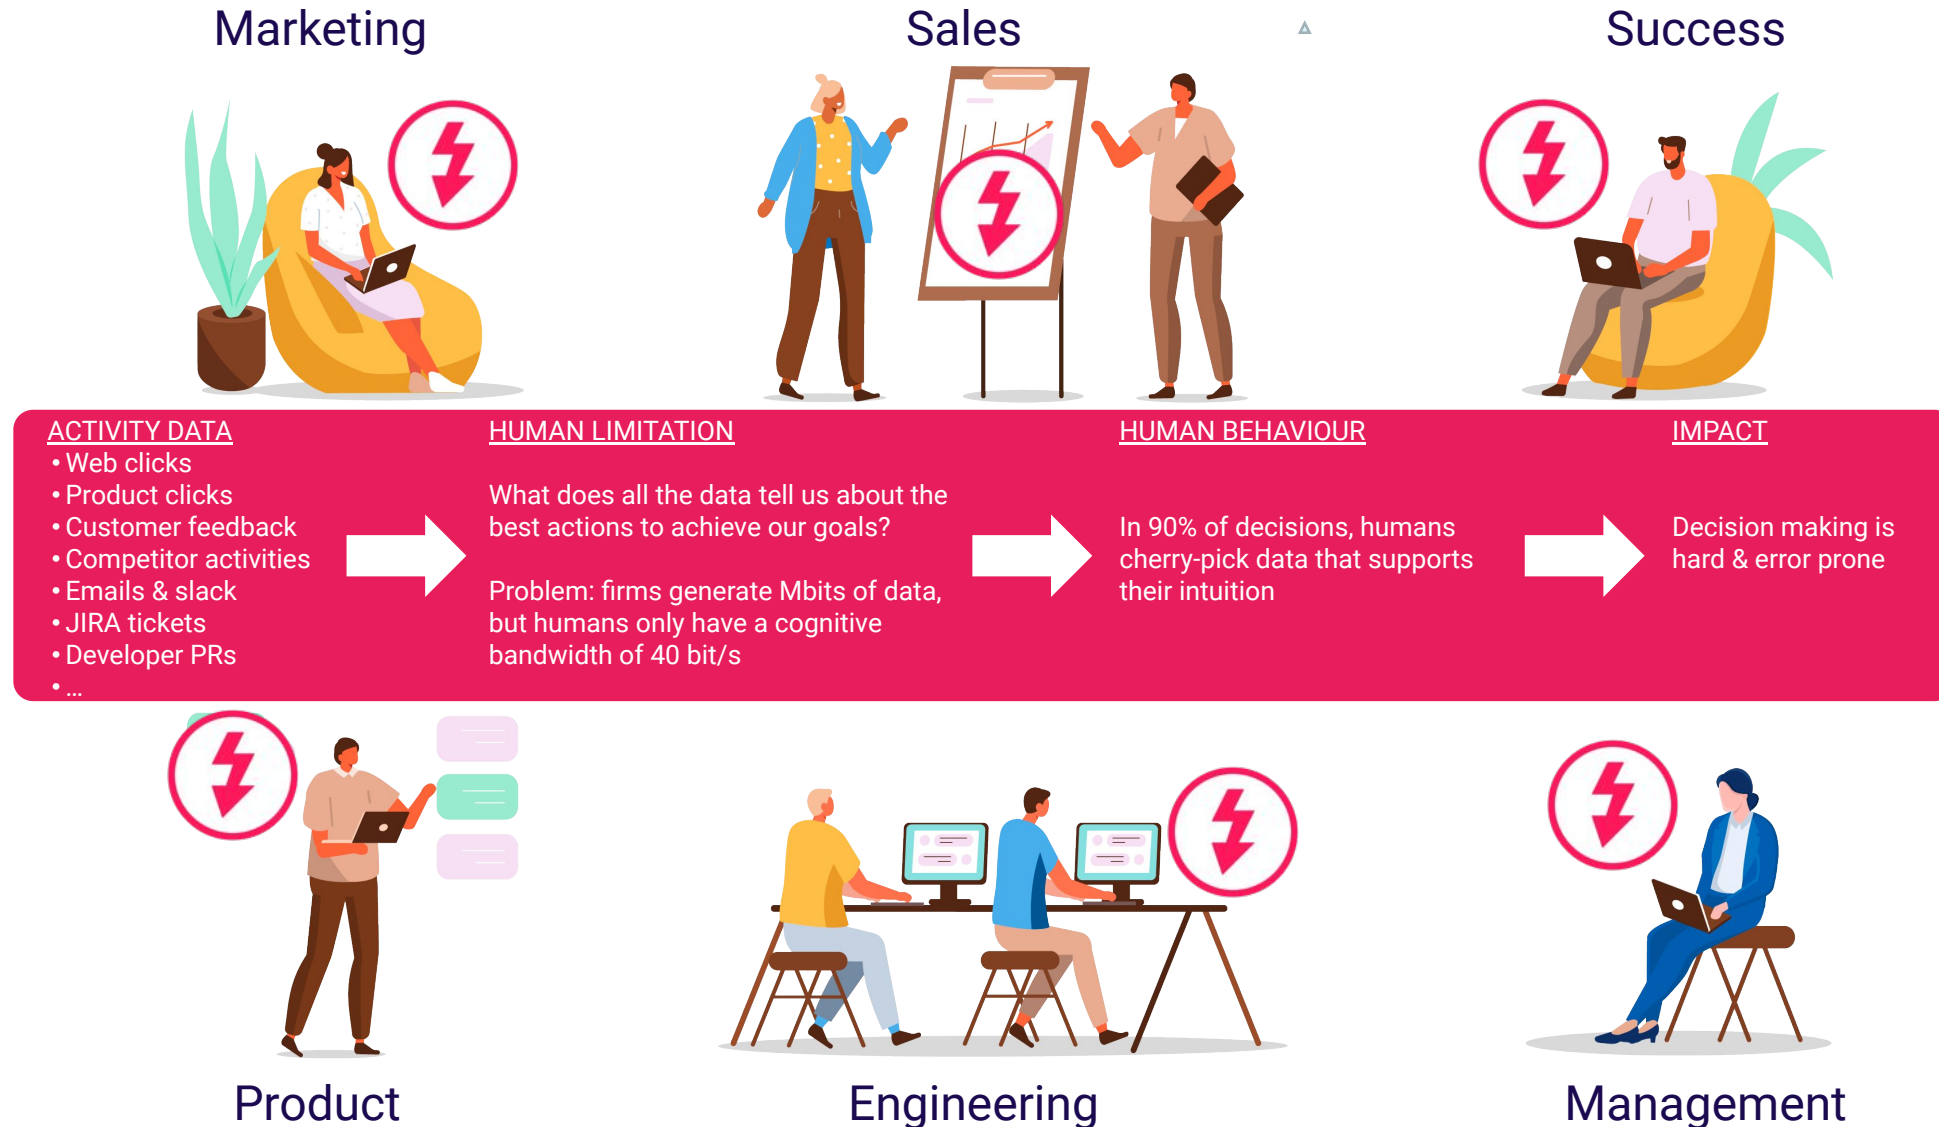 Marketing
Sales
Success
ACTIVITY DATA
• Web clicks
• Product clicks
• Customer feedback
• Competitor activities
• Emails & slack
• JIRA tickets
• Developer PRs
• ...
HUMAN LIMITATION
What does all the data tell us about the
best actions to achieve our goals?
Problem: firms generate Mbits of data,
but humans only have a cognitive
bandwidth of 40 bit/s
HUMAN BEHAVIOUR
In 90% of decisions, humans
cherry-pick data that supports
their intuition
IMPACT
Decision making is
hard & error prone
Product
Engineering
Management